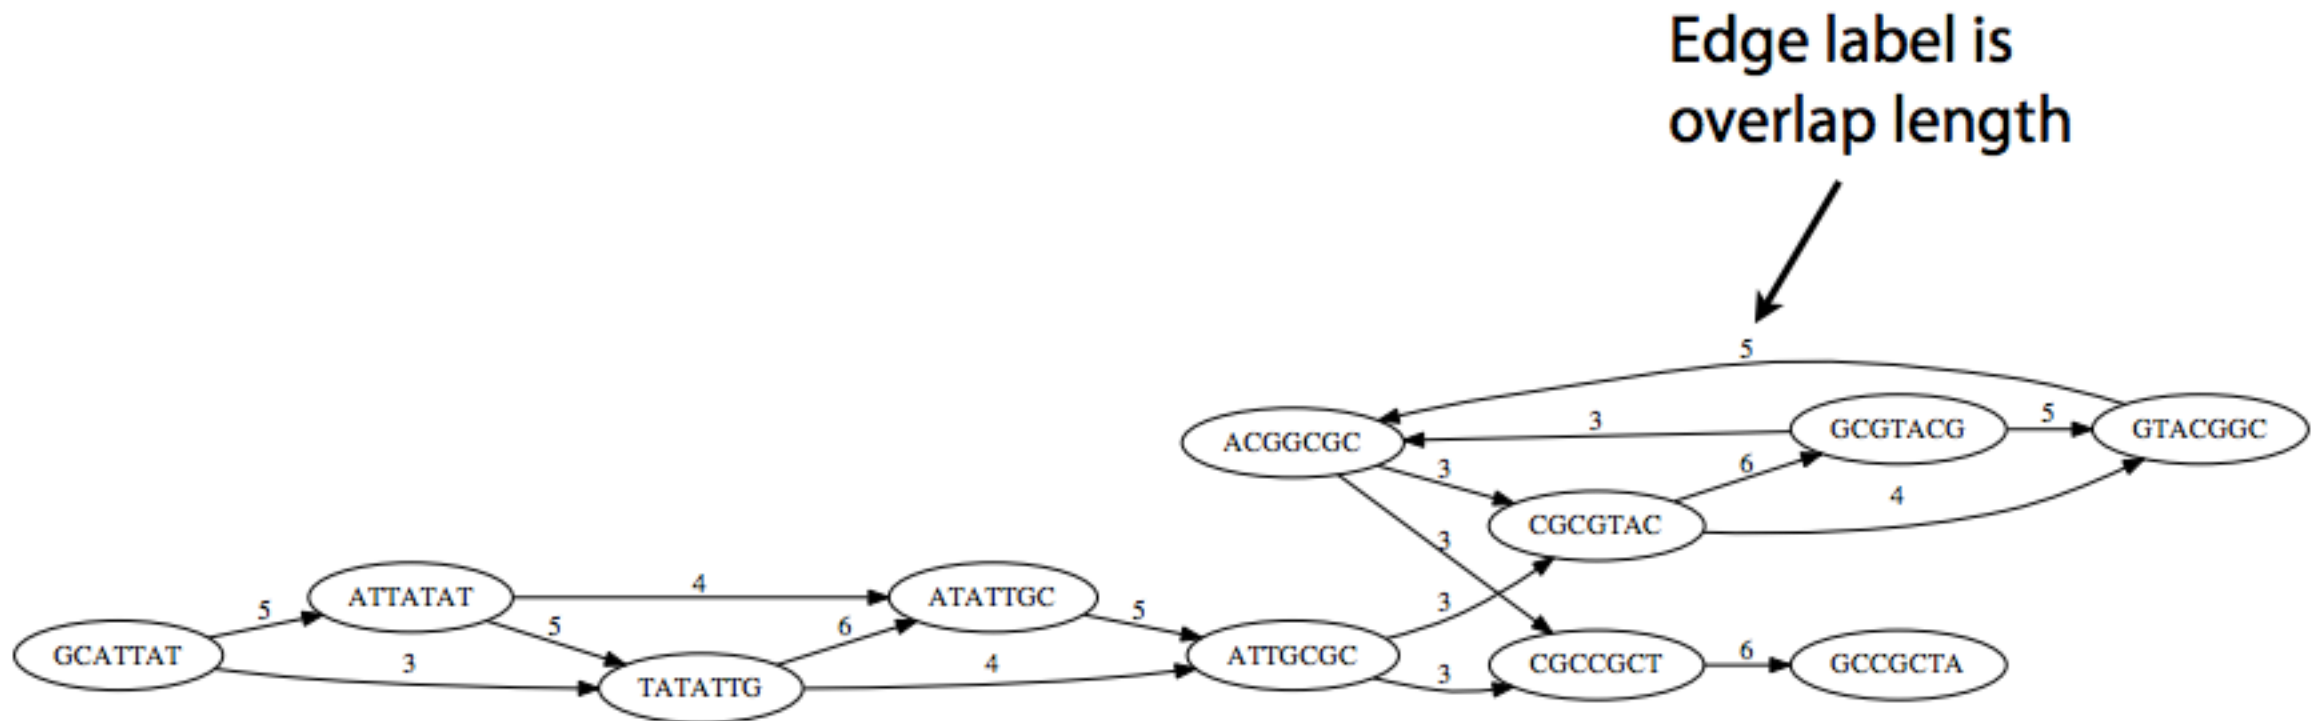 Edge label is
overlap length
5
ACGGCGC
3
GCGTACG
5
GTACGGC
3
6
4
CGCGTAC
3
ATTATAT
4
ATATTGC
5
5
6
5
3
GCATTAT
3
TATATTG
4
ATTGCGC
3
CGCCGCT
6
GCCGCTA